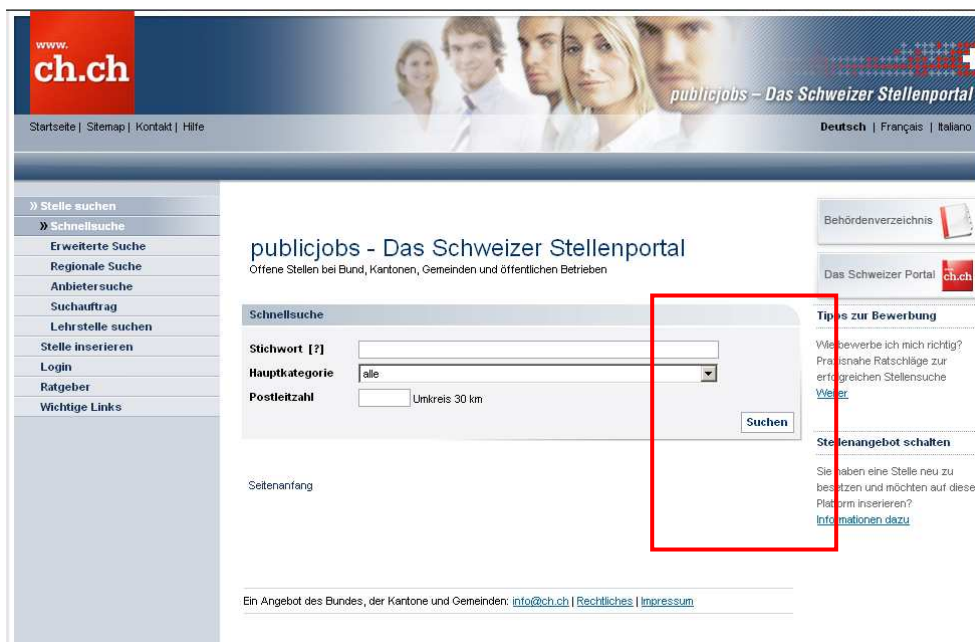 www.
ch.ch
publicjobs – Das Schweizer Stellenportal
Startseite | Sitemap | Kontakt | Hilfe
Deutsch | Français | Italiano
» Stelle suchen
» Schnellsuche
Erweiterte Suche
Regionale Suche
Anbietersuche
Suchauftrag
Lehrstelle suchen
Stelle inserieren
Login
Ratgeber
Wichtige Links
publicjobs - Das Schweizer Stellenportal
Offene Stellen bei Bund, Kantonen, Gemeinden und öffentlichen Betrieben
Schnellsuche
Stichwort [?]
Hauptkategorie alle
Postleitzahl Umkreis 30 km
Suchen
Seitenanfang
Ein Angebot des Bundes, der Kantone und Gemeinden: info@ch.ch | Rechtliches | Impressum
Behördenverzeichnis
Das Schweizer Portal ch.ch
Tipps zur Bewerbung
Wie bewerbe ich mich richtig?
Praxisnahe Ratschläge zur
erfolgreichen Stellensuche
Weiter
Stellenangebot schalten
Sie haben eine Stelle neu zu
besetzen und möchten auf diese
Platform inserieren?
Informationen dazu